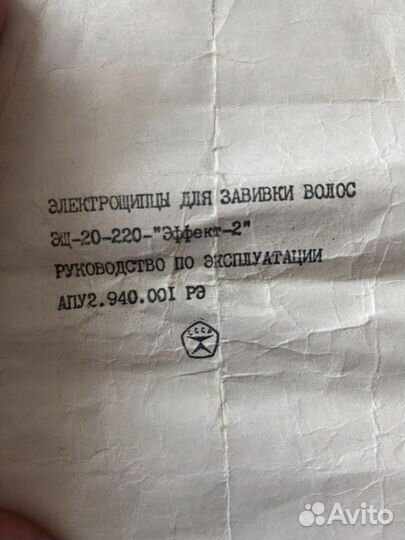 ЭЛЕКТРОЩИПЦЫ ДЛЯ ЗАВИВКИ ВОЛОС
ЭЩ-20-220-"Эффект-2"
РУКОВОДСТВО ПО ЭКСПЛУАТАЦИИ
АПУ2.940.00I РЭ
СССР
Avito